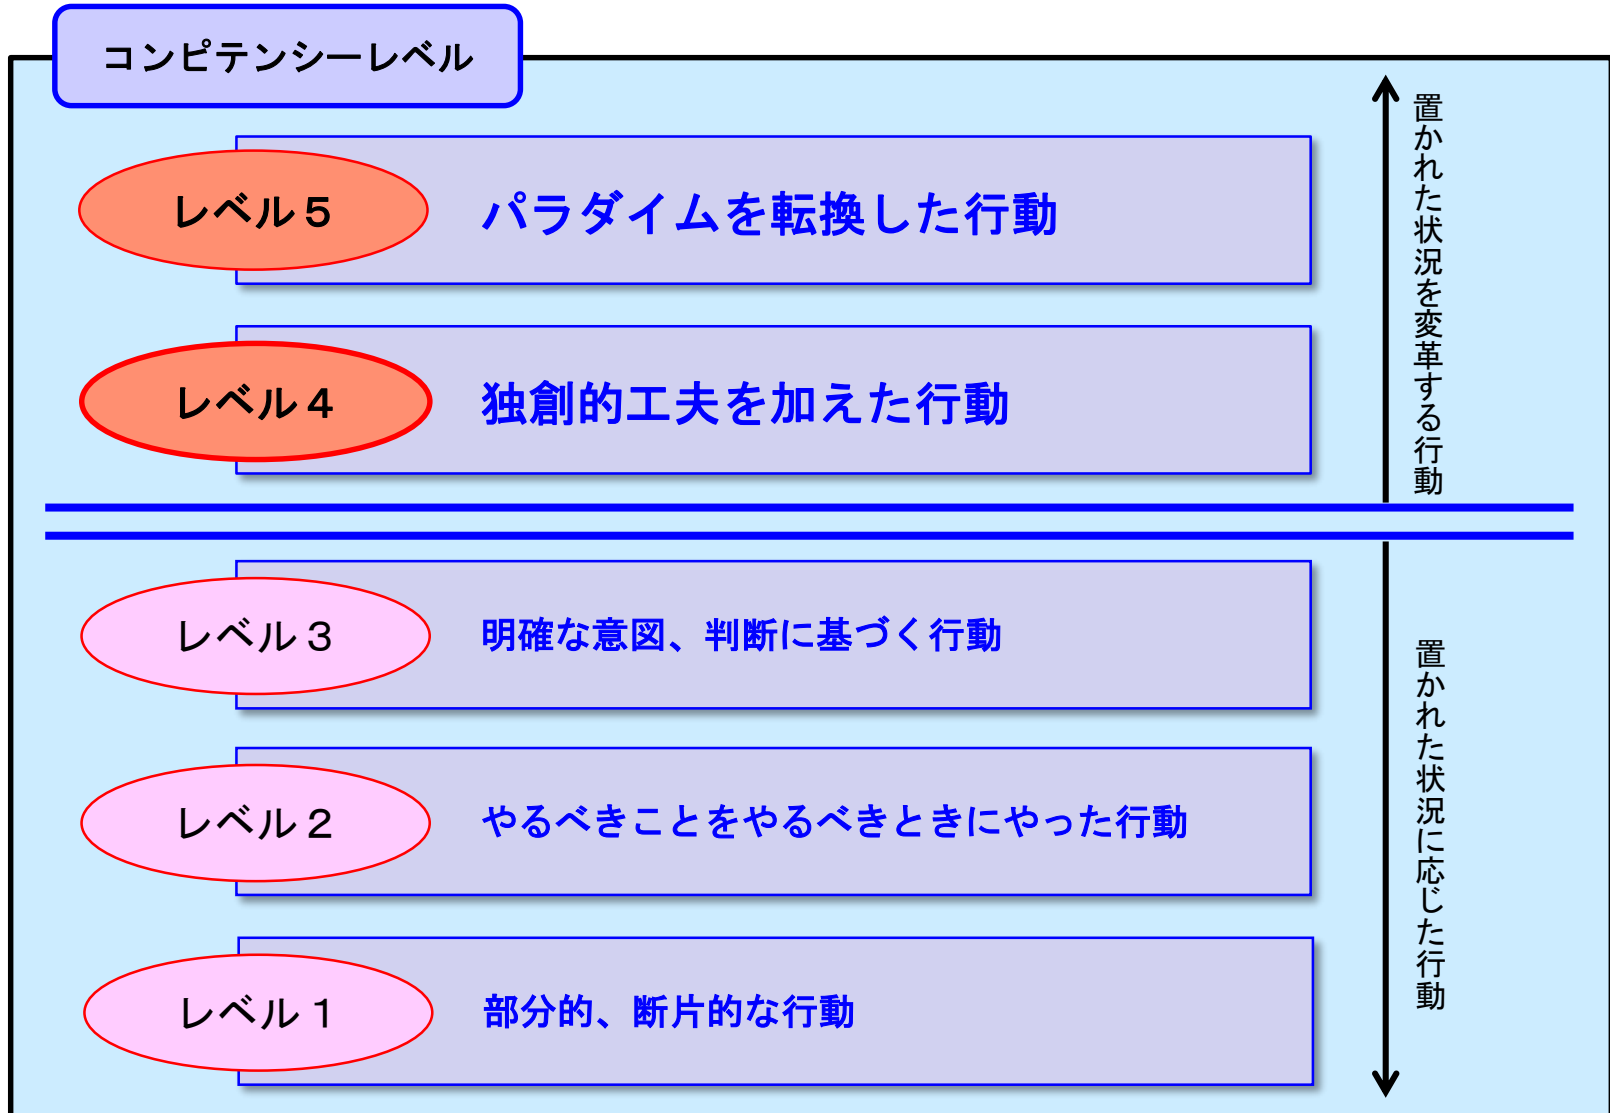 コンピテンシーレベル
レベル５
パラダイムを転換した行動
レベル４
独創的工夫を加えた行動
置かれた状況を変革する行動
レベル３
明確な意図、判断に基づく行動
レベル２
やるべきことをやるべきときにやった行動
レベル１
部分的、断片的な行動
置かれた状況に応じた行動